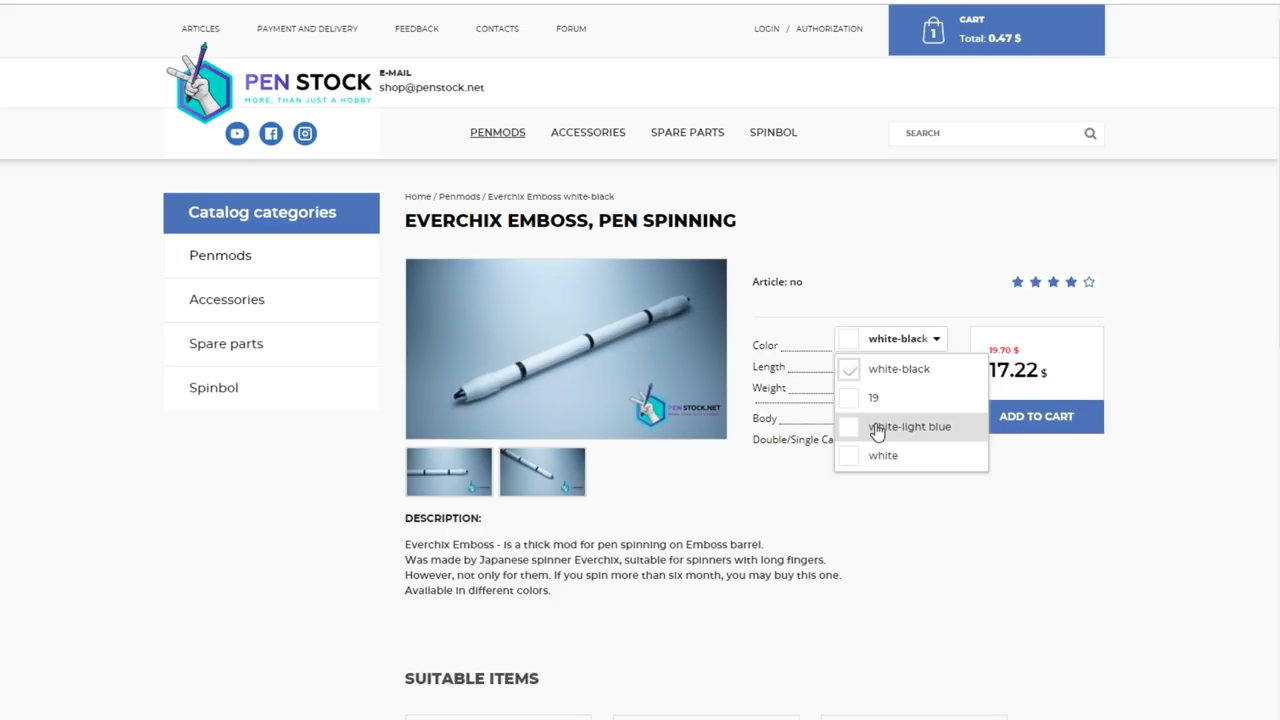 ARTICLES PAYMENT AND DELIVERY FEEDBACK CONTACTS FORUM LOGIN / AUTHORIZATION
CART
1
Total: 0.47 $
PEN STOCK
MORE, THAN JUST A HOBBY
E-MAIL
shop@penstock.net
PENMODS ACCESSORIES SPARE PARTS SPINBOL SEARCH
Catalog categories
Penmods
Accessories
Spare parts
Spinbol
Home / Penmods / Everchix Emboss white-black
EVERCHIX EMBOSS, PEN SPINNING
PENSTOCK.NET
Article: no
Color
white-black
Length
Weight
Body
Double/Single Ca
white-black
19
white-light blue
white
19.70 $
17.22 $
ADD TO CART
DESCRIPTION:
Everchix Emboss - is a thick mod for pen spinning on Emboss barrel.
Was made by Japanese spinner Everchix, suitable for spinners with long fingers.
However, not only for them. If you spin more than six month, you may buy this one.
Available in different colors.
SUITABLE ITEMS